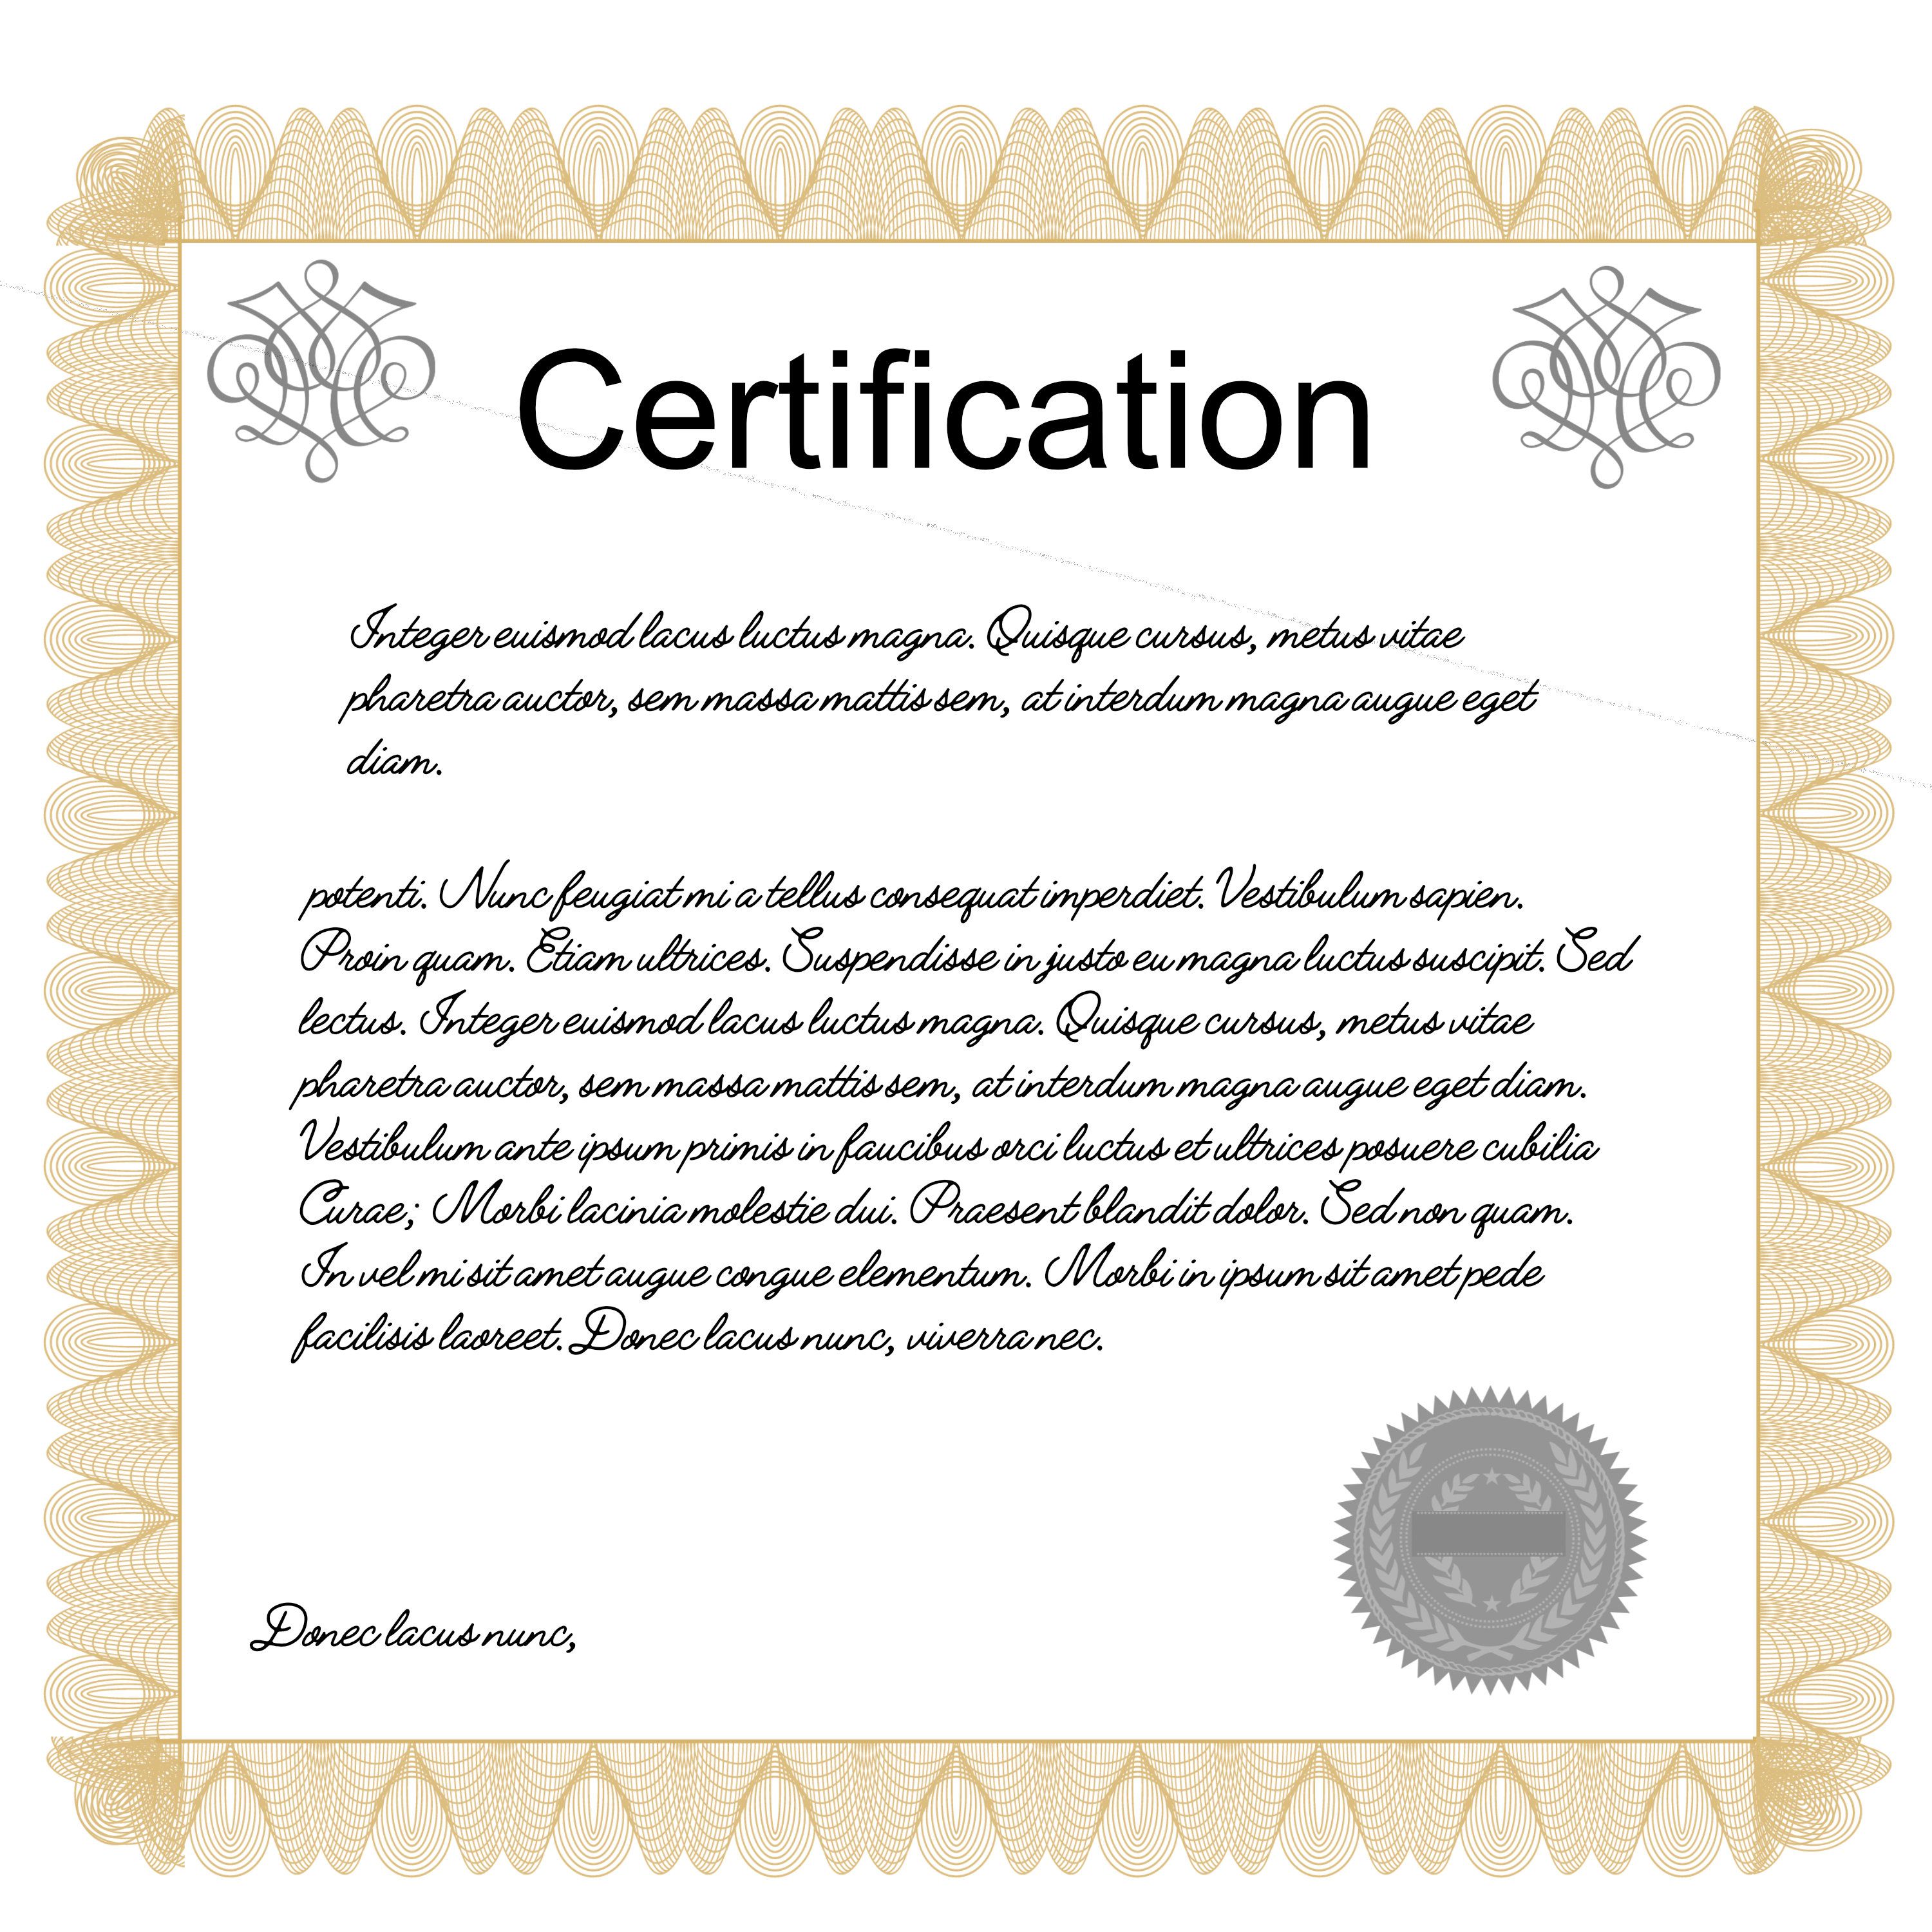 Certification
Integer euismod lacus luctus magna. Quisque cursus, metus vitae
pharetra auctor, sem massa mattis sem, at interdum magna augue eget
diam.
potenti. Nunc feugiat mi a tellus consequat imperdiet. Vestibulum sapien.
Proin quam. Etiam ultrices. Suspendisse in justo eu magna luctus suscipit. Sed
lectus. Integer euismod lacus luctus magna. Quisque cursus, metus vitae
pharetra auctor, sem massa mattis sem, at interdum magna augue eget diam.
Vestibulum ante ipsum primis in faucibus orci luctus et ultrices posuere cubilia
Curae; Morbi lacinia molestie dui. Praesent blandit dolor. Sed non quam.
In vel mi sit amet augue congue elementum. Morbi in ipsum sit amet pede
facilisis laoreet. Donec lacus nunc, viverra nec.
Donec lacus nunc,